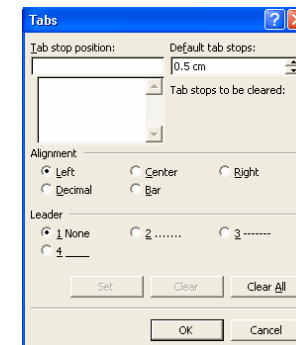 Tabs
Tab stop position: Default tab stops:
0.5 cm
Tab stops to be cleared:
Alignment
Left Center Right
Decimal Bar
Leader
1 None 2 ....... 3 -------
4 ____
Set Clear Clear All
OK Cancel